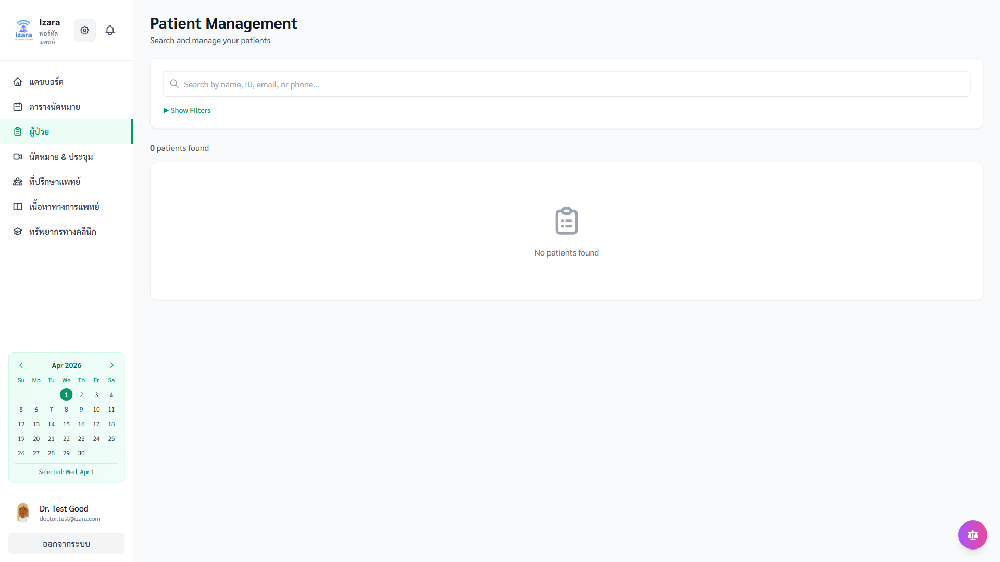 izara
Izara
พอร์ทัล
แพทย์
แดชบอร์ด
ตารางนัดหมาย
ผู้ป่วย
นัดหมาย & ประชุม
ที่ปรึกษาแพทย์
เนื้อหาทางการแพทย์
ทรัพยากรทางคลินิก
Apr 2026
Su Mo Tu We Th Fr Sa
1 2 3 4
5 6 7 8 9 10 11
12 13 14 15 16 17 18
19 20 21 22 23 24 25
26 27 28 29 30
Selected: Wed, Apr 1
Dr. Test Good
doctor.test@izara.com
ออกจากระบบ
Patient Management
Search and manage your patients
Search by name, ID, email, or phone...
▶ Show Filters
0 patients found
No patients found